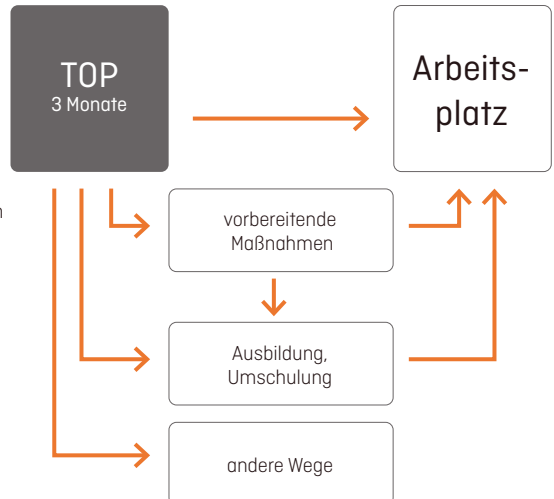 TOP
3 Monate
Arbeits-
platz
n
vorbereitende
Maßnahmen
Ausbildung,
Umschulung
andere Wege